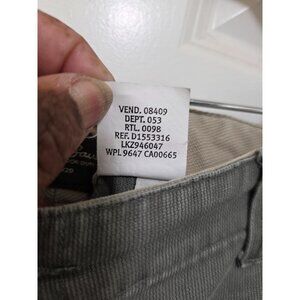 VEND. 08409
DEPT. 053
RTL. 0098
REF. D1553316
LKZ946047
WPL 9647 CA00665